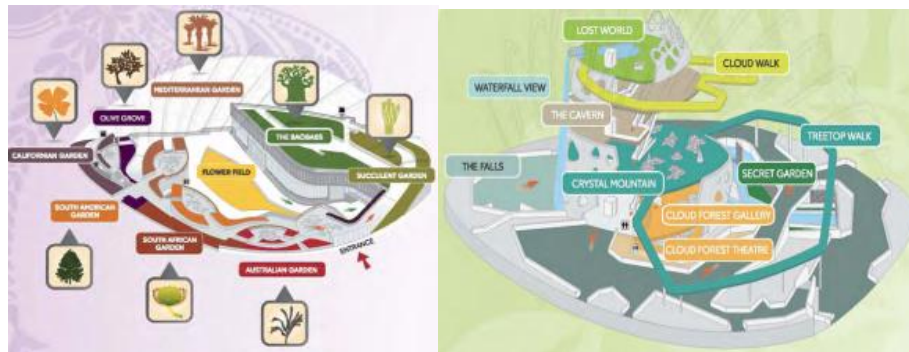 MEDITERRANEAN GARDEN
OLIVE GROVE
THE BAOBABS
CALIFORNIAN GARDEN
FLOWER FIELD
SUCCULENT GARDEN
SOUTH AMERICAN
GARDEN
SOUTH AFRICAN
GARDEN
AUSTRALIAN GARDEN
ENTRANCE
LOST WORLD
CLOUD WALK
WATERFALL VIEW
THE CAVERN
TREETOP WALK
THE FALLS
CRYSTAL MOUNTAIN
SECRET GARDEN
CLOUD FOREST GALLERY
CLOUD FOREST THEATRE